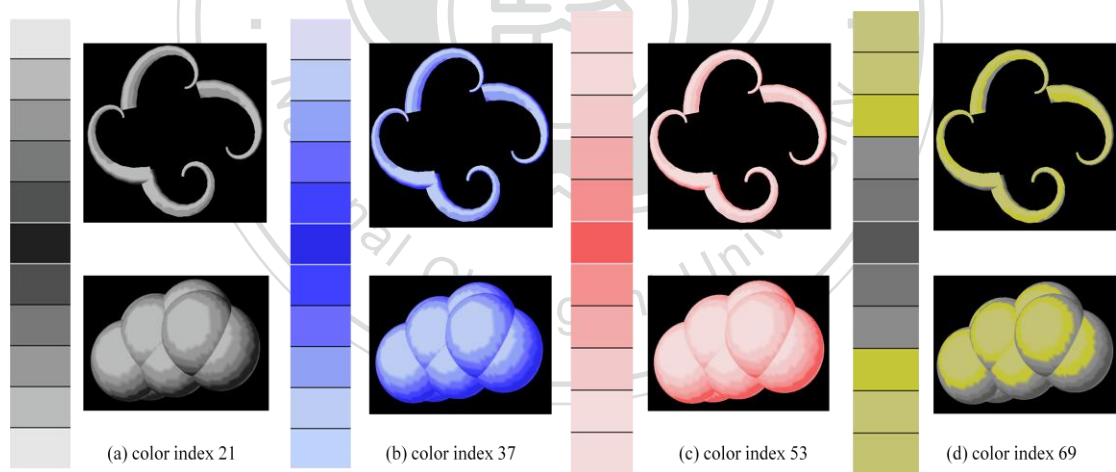 (a) color index 21
(b) color index 37
(c) color index 53
(d) color index 69